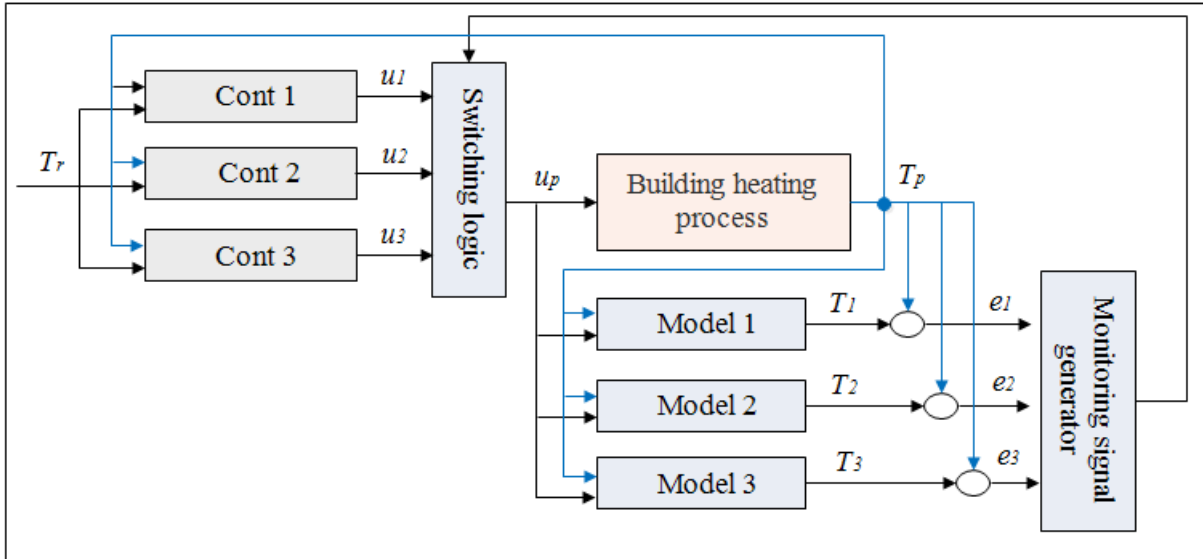 Cont 1
u1
Cont 2
u2
Cont 3
u3
Tr
Switching logic
up
Building heating
process
Tp
Model 1
T1
e1
Model 2
T2
e2
Model 3
T3
e3
Monitoring signal
generator